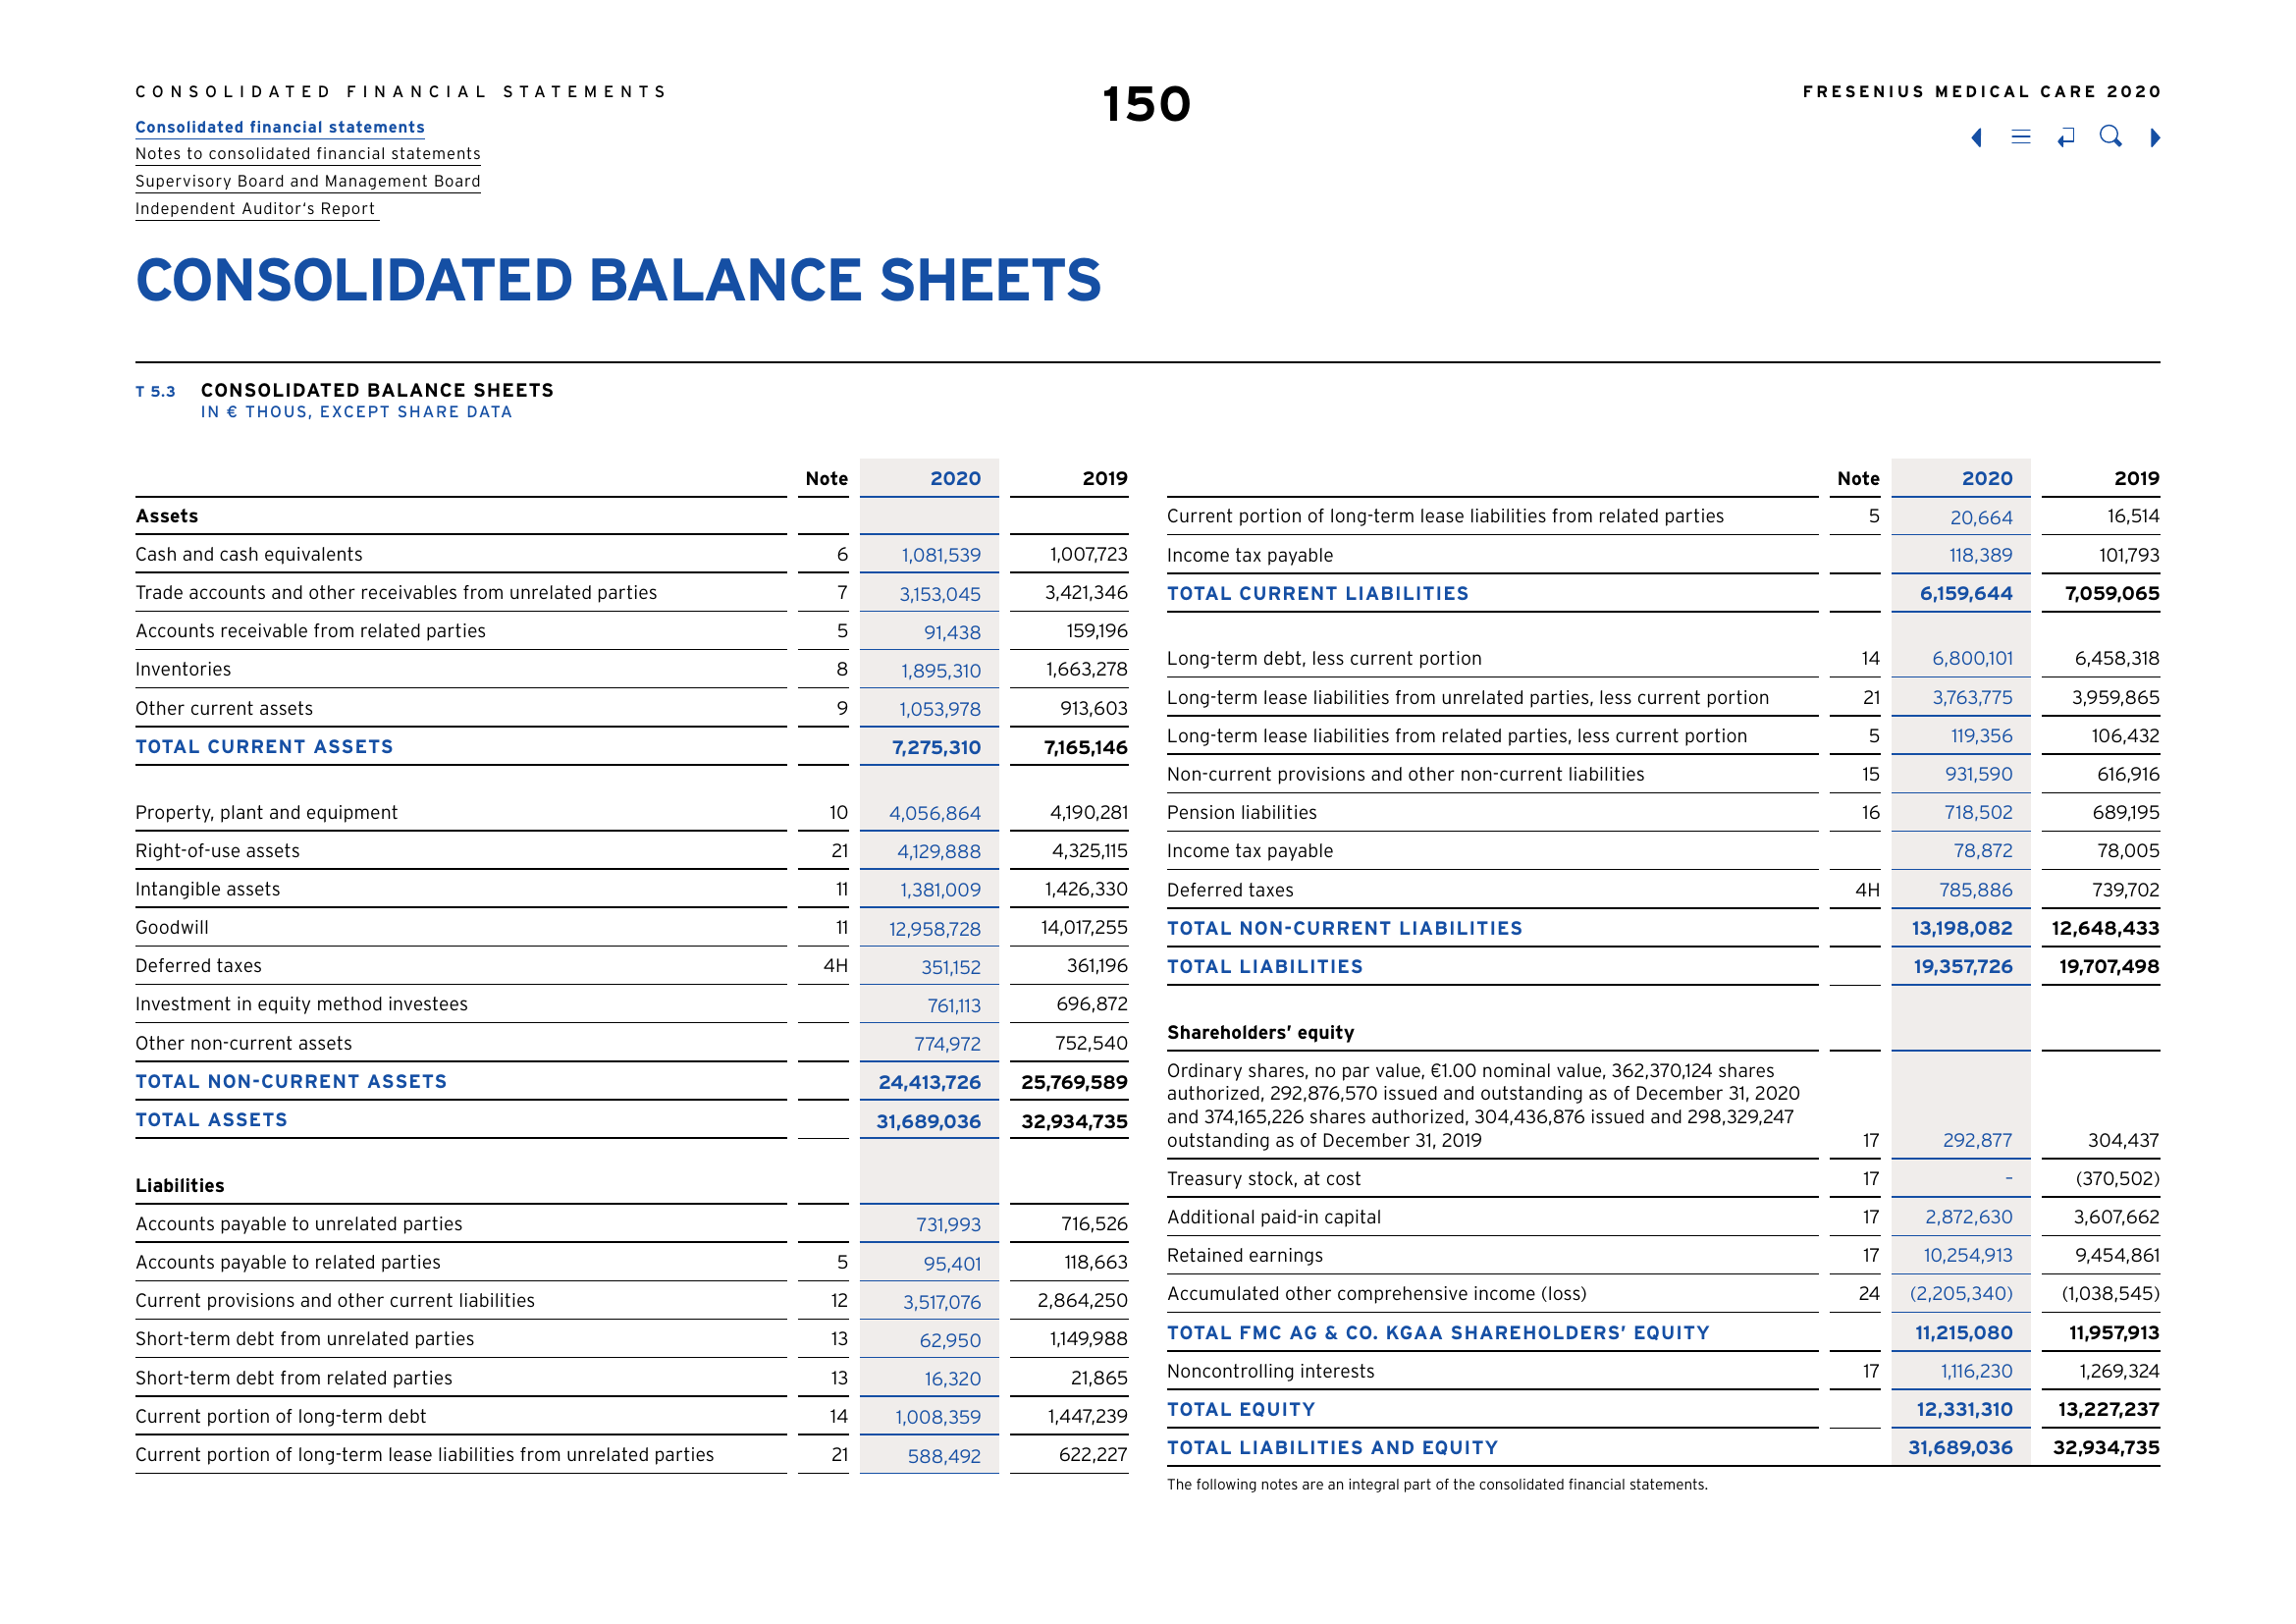 CONSOLIDATED FINANCIAL STATEMENTS
150
FRESENIUS MEDICAL CARE 2020
Consolidated financial statements
Notes to consolidated financial statements
Supervisory Board and Management Board
Independent Auditor‘s Report
CONSOLIDATED BALANCE SHEETS
T 5.3 CONSOLIDATED BALANCE SHEETS
IN € THOUS, EXCEPT SHARE DATA
Note 2020 2019
Assets
Cash and cash equivalents 6 1,081,539 1,007,723
Trade accounts and other receivables from unrelated parties 7 3,153,045 3,421,346
Accounts receivable from related parties 5 91,438 159,196
Inventories 8 1,895,310 1,663,278
Other current assets 9 1,053,978 913,603
TOTAL CURRENT ASSETS 7,275,310 7,165,146
Property, plant and equipment 10 4,056,864 4,190,281
Right-of-use assets 21 4,129,888 4,325,115
Intangible assets 11 1,381,009 1,426,330
Goodwill 11 12,958,728 14,017,255
Deferred taxes 4H 351,152 361,196
Investment in equity method investees 761,113 696,872
Other non-current assets 774,972 752,540
TOTAL NON-CURRENT ASSETS 24,413,726 25,769,589
TOTAL ASSETS 31,689,036 32,934,735
Liabilities
Accounts payable to unrelated parties 731,993 716,526
Accounts payable to related parties 5 95,401 118,663
Current provisions and other current liabilities 12 3,517,076 2,864,250
Short-term debt from unrelated parties 13 62,950 1,149,988
Short-term debt from related parties 13 16,320 21,865
Current portion of long-term debt 14 1,008,359 1,447,239
Current portion of long-term lease liabilities from unrelated parties 21 588,492 622,227
Note 2020 2019
Current portion of long-term lease liabilities from related parties 5 20,664 16,514
Income tax payable 118,389 101,793
TOTAL CURRENT LIABILITIES 6,159,644 7,059,065
Long-term debt, less current portion 14 6,800,101 6,458,318
Long-term lease liabilities from unrelated parties, less current portion 21 3,763,775 3,959,865
Long-term lease liabilities from related parties, less current portion 5 119,356 106,432
Non-current provisions and other non-current liabilities 15 931,590 616,916
Pension liabilities 16 718,502 689,195
Income tax payable 78,872 78,005
Deferred taxes 4H 785,886 739,702
TOTAL NON-CURRENT LIABILITIES 13,198,082 12,648,433
TOTAL LIABILITIES 19,357,726 19,707,498
Shareholders’ equity
Ordinary shares, no par value, €1.00 nominal value, 362,370,124 shares
authorized, 292,876,570 issued and outstanding as of December 31, 2020
and 374,165,226 shares authorized, 304,436,876 issued and 298,329,247
outstanding as of December 31, 2019 17 292,877 304,437
Treasury stock, at cost 17 – (370,502)
Additional paid-in capital 17 2,872,630 3,607,662
Retained earnings 17 10,254,913 9,454,861
Accumulated other comprehensive income (loss) 24 (2,205,340) (1,038,545)
TOTAL FMC AG & CO. KGAA SHAREHOLDERS’ EQUITY 11,215,080 11,957,913
Noncontrolling interests 17 1,116,230 1,269,324
TOTAL EQUITY 12,331,310 13,227,237
TOTAL LIABILITIES AND EQUITY 31,689,036 32,934,735
The following notes are an integral part of the consolidated financial statements.